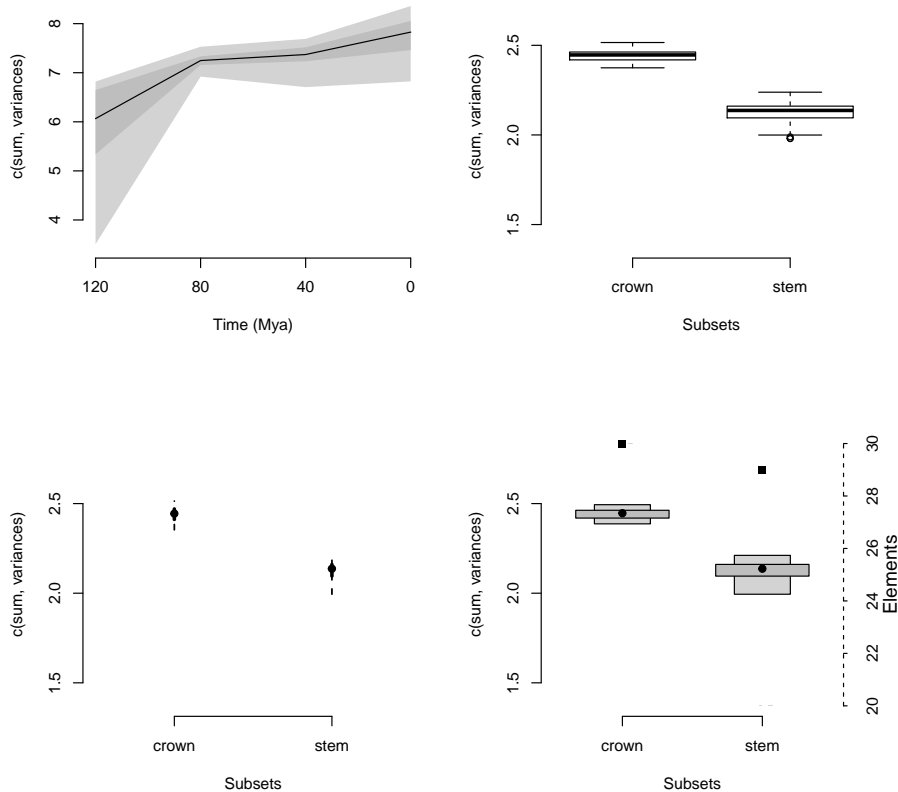 c(sum, variances)
8
7
6
5
4
120 80 40 0
Time (Mya)
c(sum, variances)
2.5
2.0
1.5
crown stem
Subsets
c(sum, variances)
2.5
2.0
1.5
crown stem
Subsets
c(sum, variances)
2.5
2.0
1.5
crown stem
Subsets
30
28
26
24
22
20
Elements